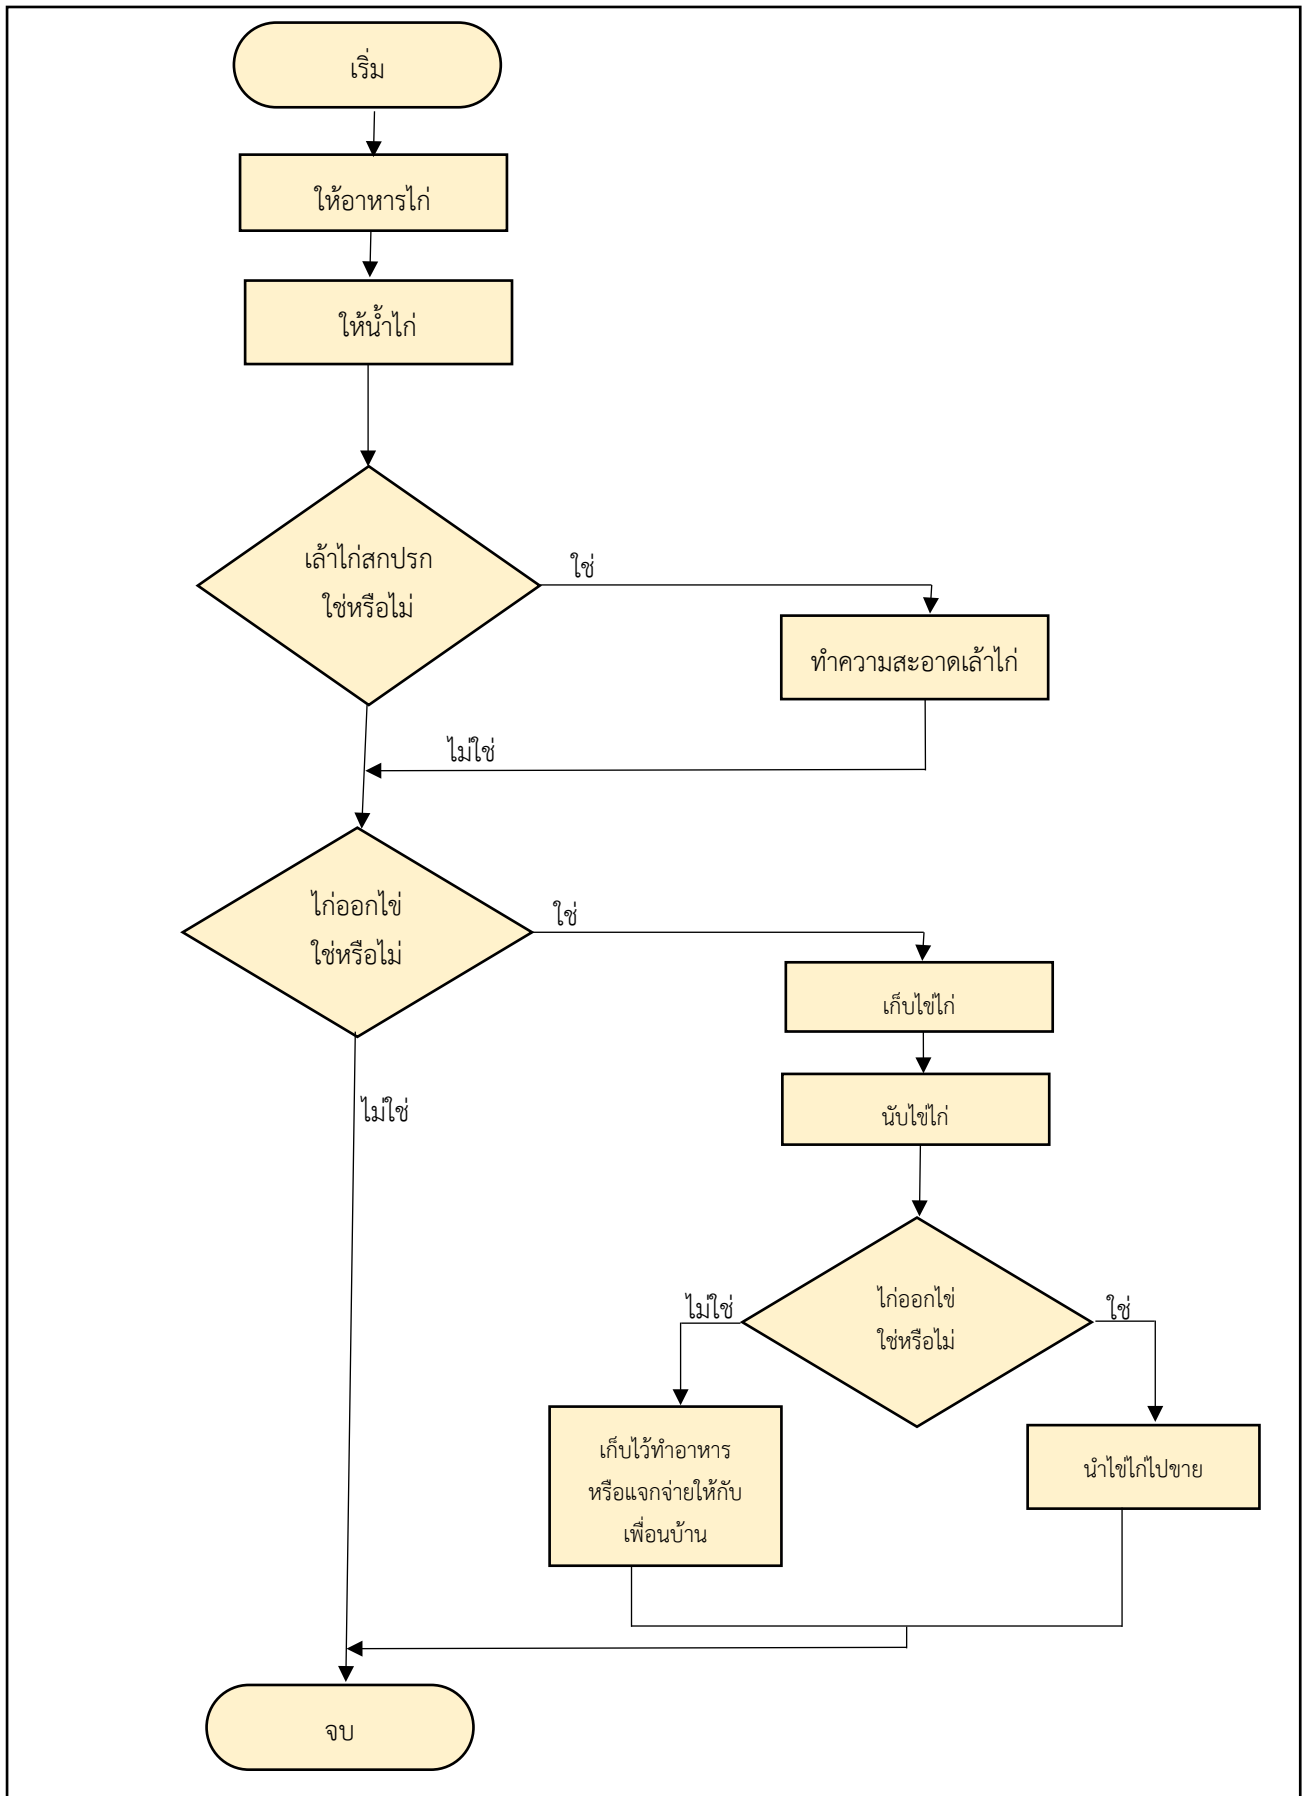 เริ่ม
ให้อาหารไก่
ให้น้ำไก่
เล้าไก่สกปรก
ใช่หรือไม่
ใช่
ทำความสะอาดเล้าไก่
ไม่ใช่
ไก่ออกไข่
ใช่หรือไม่
ใช่
เก็บไข่ไก่
ไม่ใช่
นับไข่ไก่
ไก่ออกไข่
ใช่หรือไม่
ไม่ใช่
ใช่
เก็บไว้ทำอาหาร
หรือแจกจ่ายให้กับ
เพื่อนบ้าน
นำไข่ไก่ไปขาย
จบ